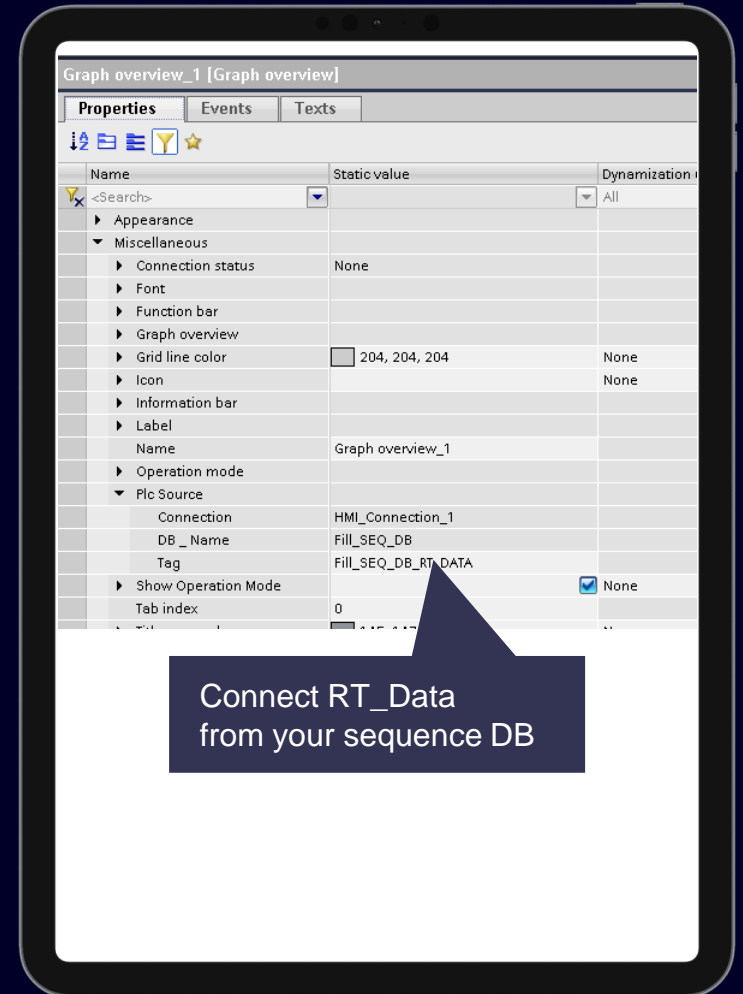 Graph overview_1 [Graph overview]
Properties Events Texts
Name Static value Dynamization
<Search> All
Appearance
Miscellaneous
Connection status None
Font
Function bar
Graph overview
Grid line color 204, 204, 204 None
Icon None
Information bar
Label
Name Graph overview_1
Operation mode
Plc Source
Connection HMI_Connection_1
DB _ Name Fill_SEQ_DB
Tag Fill_SEQ_DB_RT_DATA
Show Operation Mode None
Tab index 0
Connect RT_Data
from your sequence DB